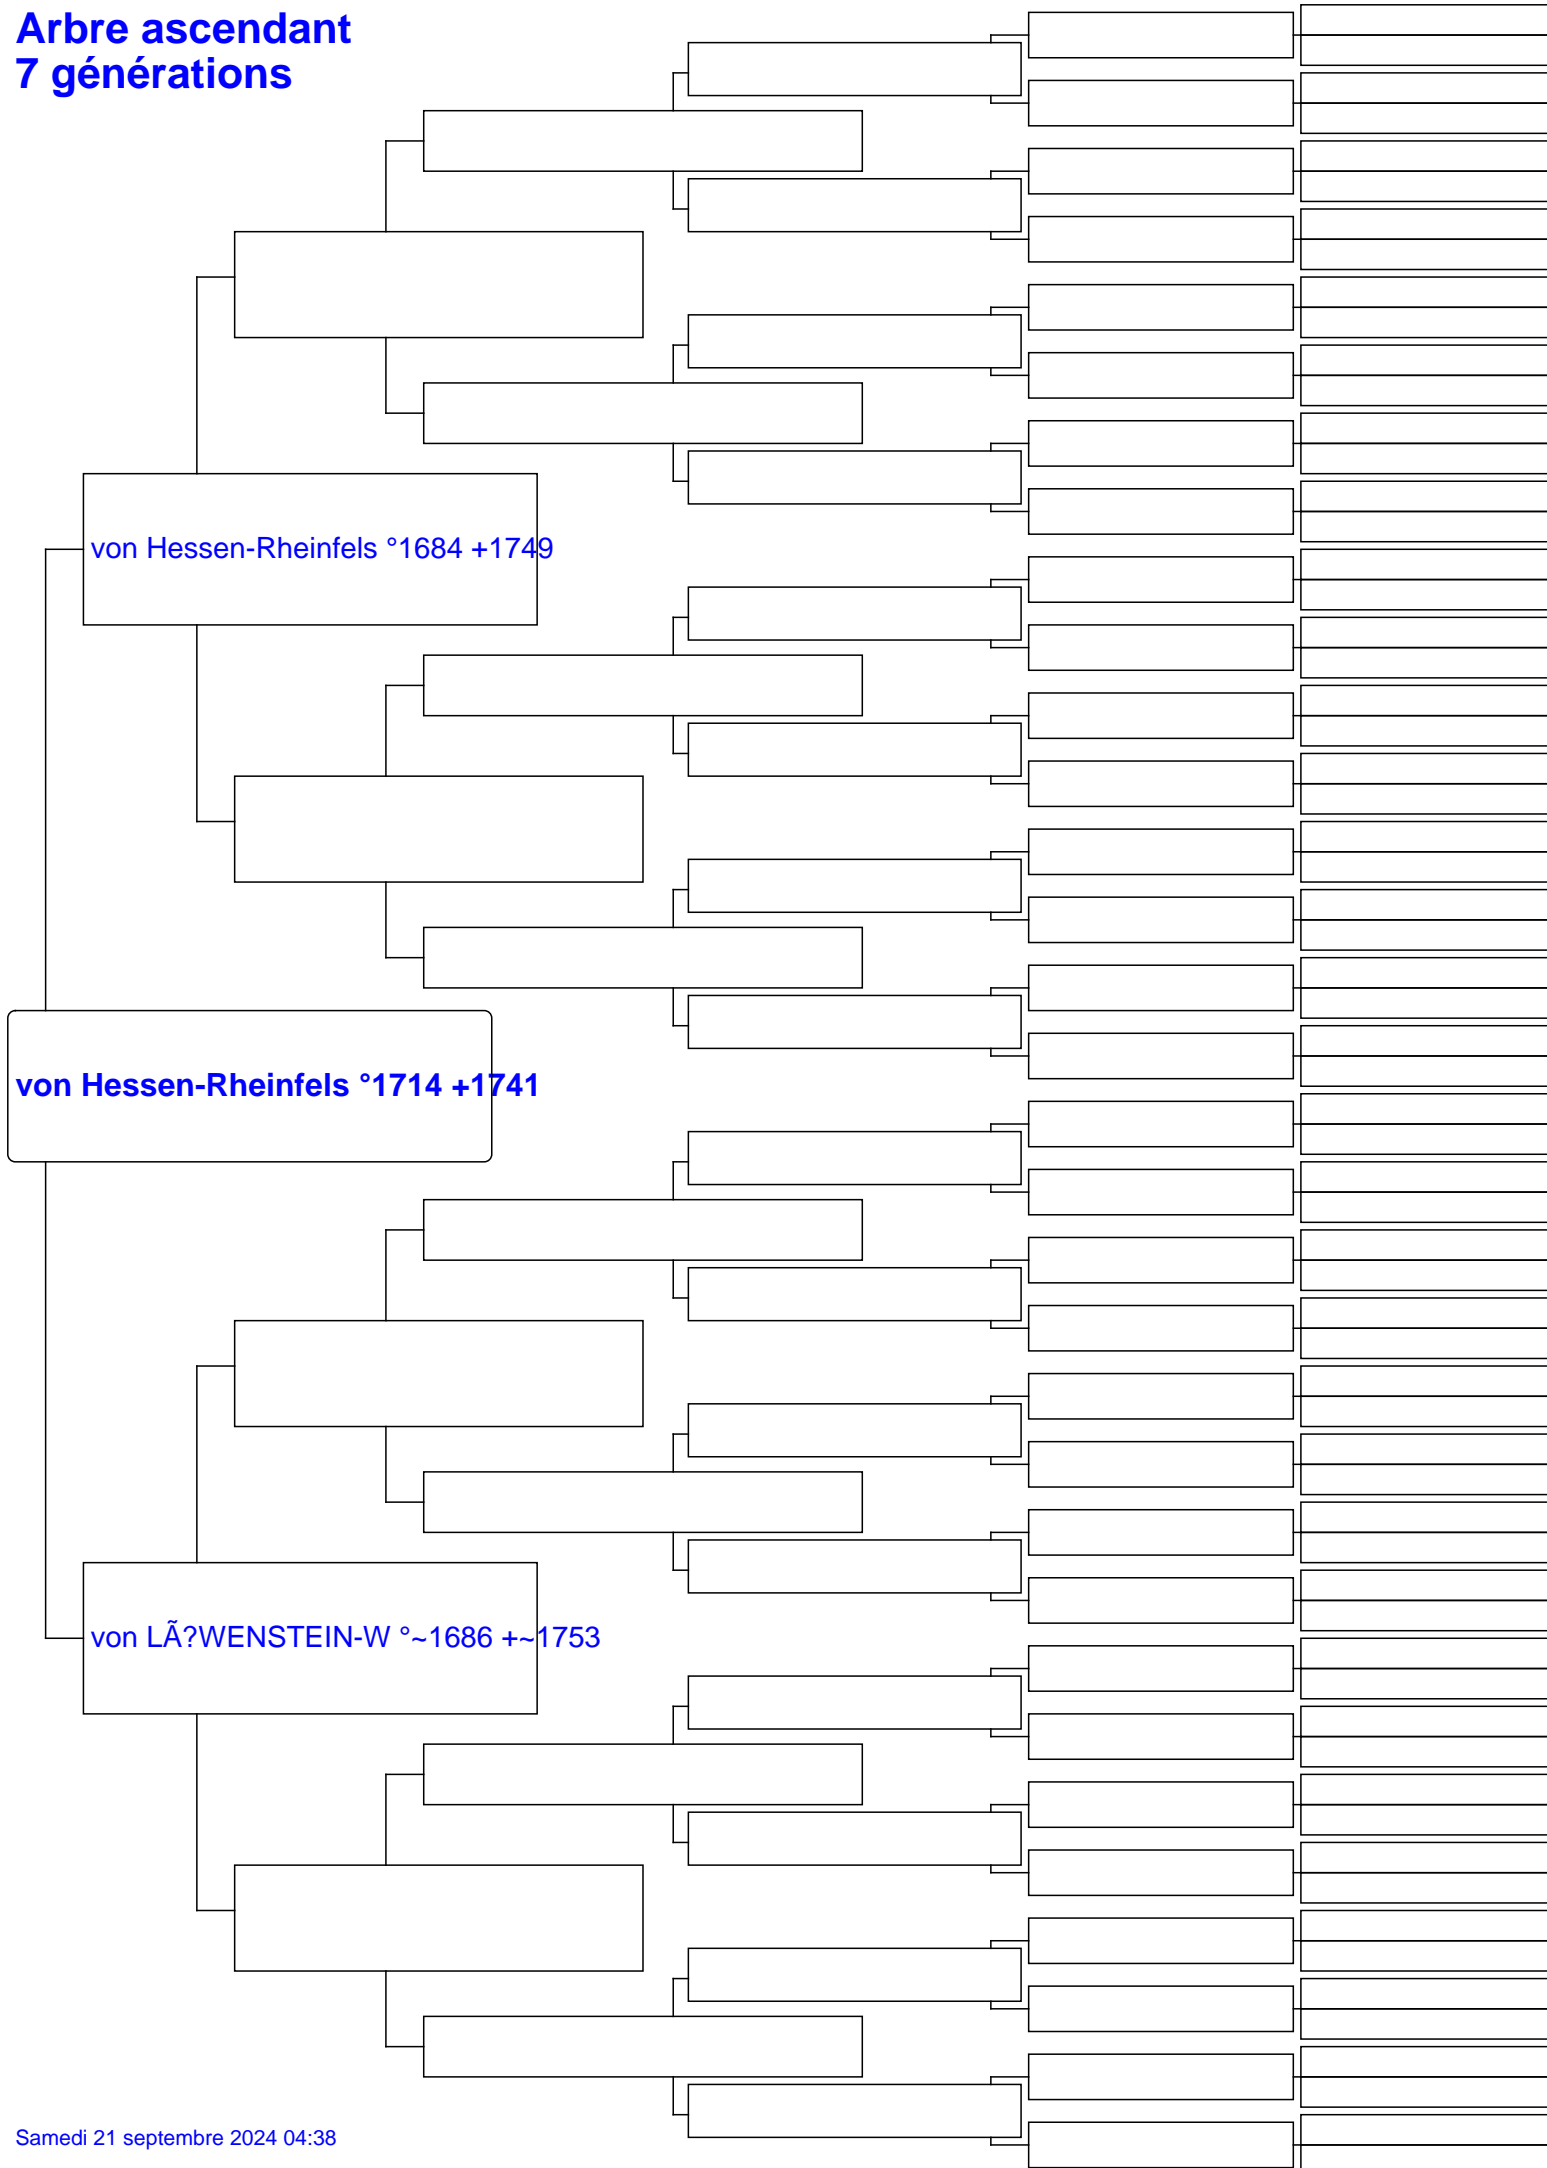 Arbre ascendant
7 générations
von Hessen-Rheinfels °1684 +1749
von Hessen-Rheinfels °1714 +1741
von LÃ?WENSTEIN-W °~1686 +~1753
Samedi 21 septembre 2024 04:38